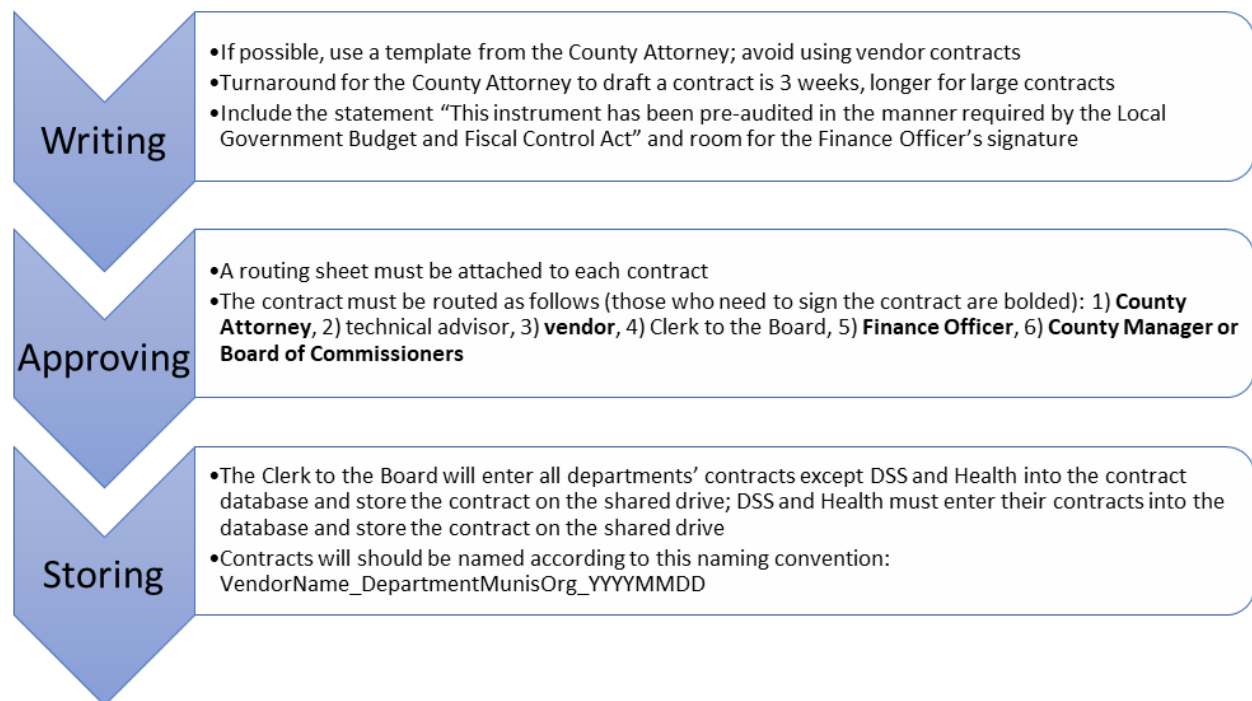 Writing
•If possible, use a template from the County Attorney; avoid using vendor contracts
•Turnaround for the County Attorney to draft a contract is 3 weeks, longer for large contracts
•Include the statement “This instrument has been pre-audited in the manner required by the Local
Government Budget and Fiscal Control Act” and room for the Finance Officer’s signature
Approving
•A routing sheet must be attached to each contract
•The contract must be routed as follows (those who need to sign the contract are bolded): 1) County
Attorney, 2) technical advisor, 3) vendor, 4) Clerk to the Board, 5) Finance Officer, 6) County Manager or
Board of Commissioners
Storing
•The Clerk to the Board will enter all departments’ contracts except DSS and Health into the contract
database and store the contract on the shared drive; DSS and Health must enter their contracts into the
database and store the contract on the shared drive
•Contracts will should be named according to this naming convention:
VendorName_DepartmentMunisOrg_YYYYMMDD